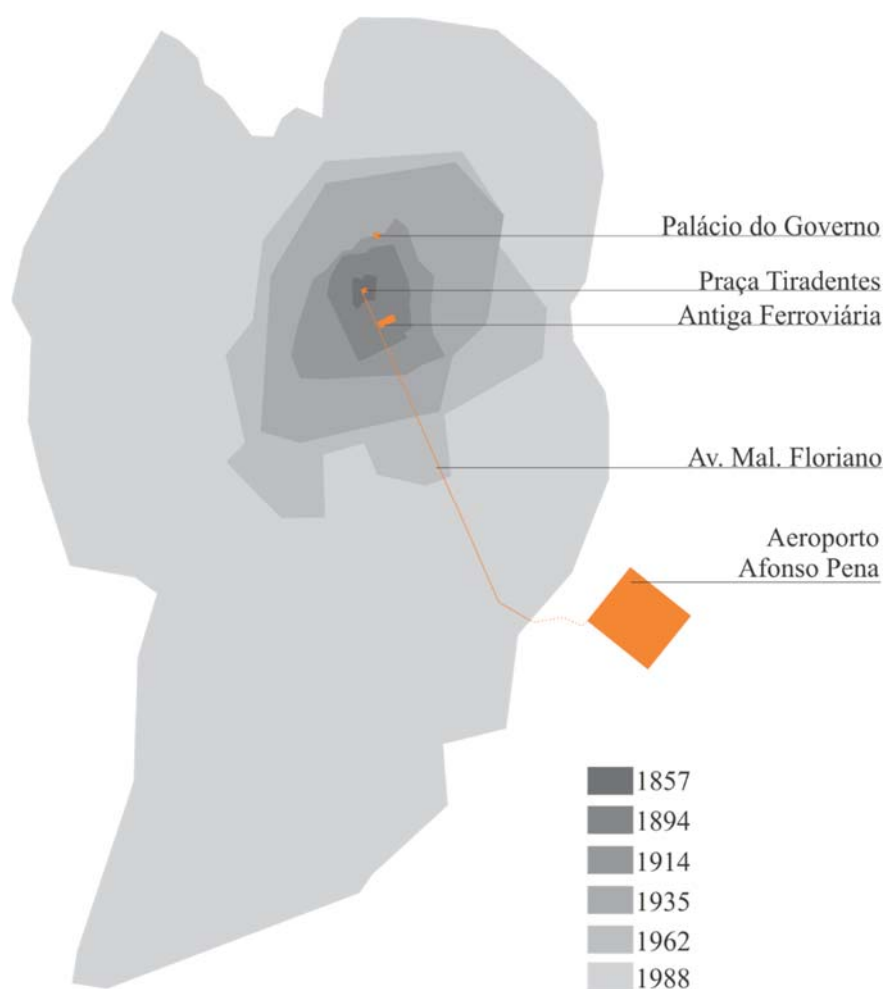 Palácio do Governo
Praça Tiradentes
Antiga Ferroviária
Av. Mal. Floriano
Aeroporto
Afonso Pena
1857
1894
1914
1935
1962
1988